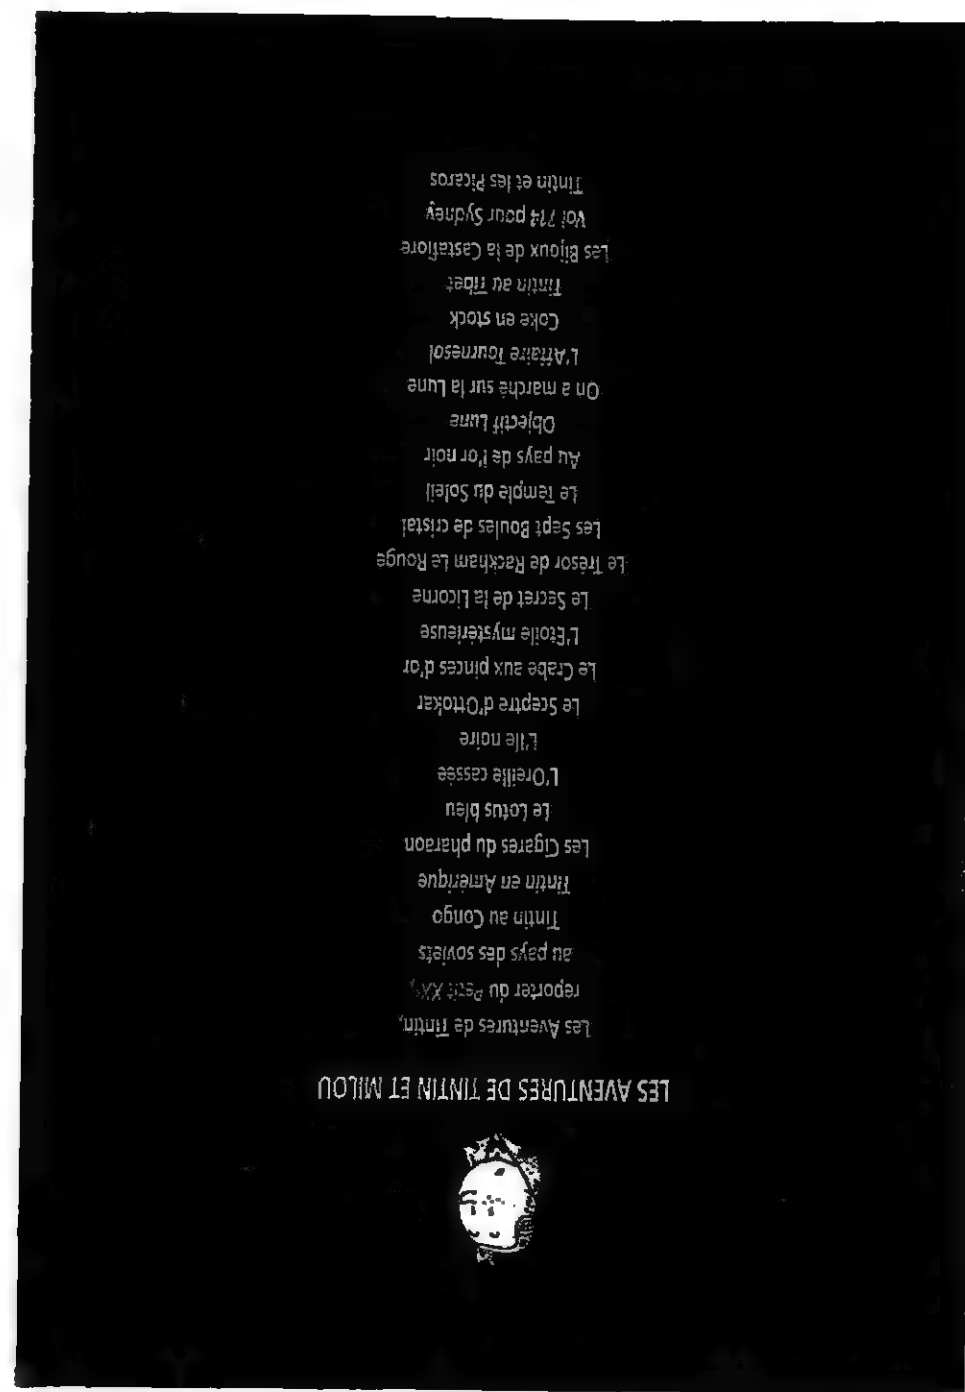 LES AVENTURES DE TINTIN ET MILOU
Les Aventures de Tintin,
reporter du Petit XXe,
au pays des soviets
Tintin au Congo
Tintin en Amérique
Les Cigares du pharaon
Le Lotus bleu
L'Oreille cassée
L'Ile noire
Le Sceptre d'Ottokar
Le Crabe aux pinces d'or
L'Etoile mystérieuse
Le Secret de la Licorne
Le Trésor de Rackham Le Rouge
Les Sept Boules de cristal
Le Temple du Soleil
Au pays de l'or noir
Objectif Lune
On a marché sur la Lune
L'Affaire Tournesol
Coke en stock
Tintin au Tibet
Les Bijoux de la Castafiore
Vol 714 pour Sydney
Tintin et les Picaros